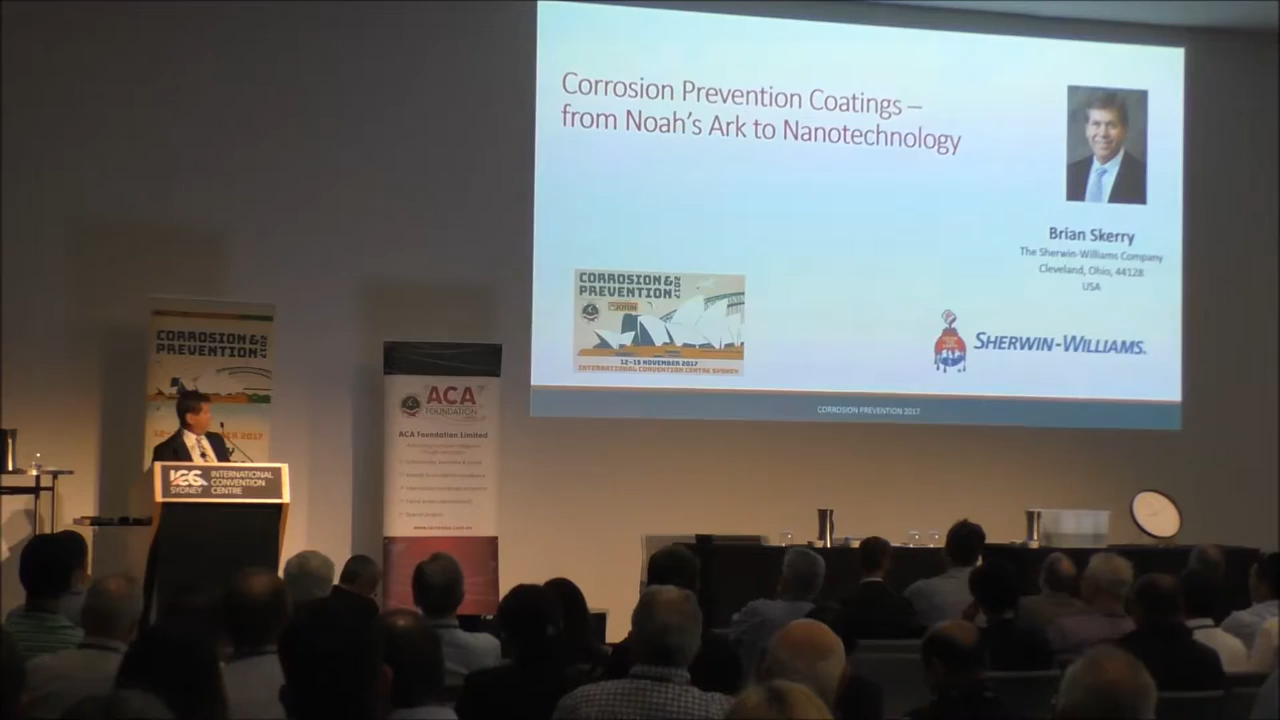 Corrosion Prevention Coatings –
from Noah's Ark to Nanotechnology
Brian Skerry
The Sherwin-Williams Company
Cleveland, Ohio, 44128
USA
CORROSION &
PREVENTION
2017
JOTUN
12–15 NOVEMBER 2017
INTERNATIONAL CONVENTION CENTRE SYDNEY
SHERWIN-WILLIAMS.
CORROSION PREVENTION 2017
CORROSION &
PREVENTION
2017
ACA
FOUNDATION
ACA Foundation Limited
ICC
SYDNEY
INTERNATIONAL
CONVENTION
CENTRE